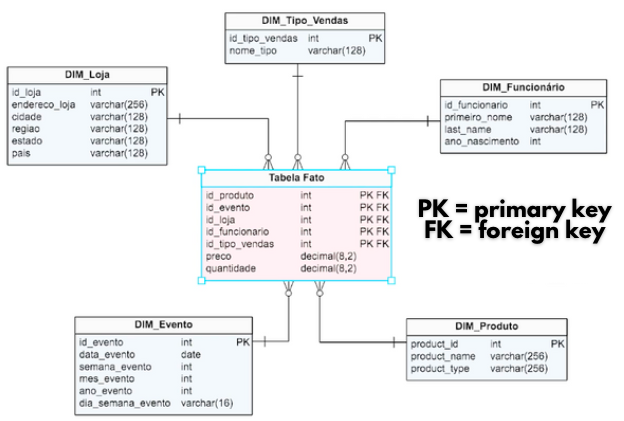 DIM_Tipo_Vendas
id_tipo_vendas int PK
nome_tipo varchar(128)
DIM_Loja
id_loja int PK
endereco_loja varchar(256)
cidade varchar(128)
regiao varchar(128)
estado varchar(128)
pais varchar(128)
DIM_Funcionário
id_funcionario int PK
primeiro_nome varchar(128)
last_name varchar(128)
ano_nascimento int
Tabela Fato
id_produto int PK FK
id_evento int PK FK
id_loja int PK FK
id_funcionario int PK FK
id_tipo_vendas int PK FK
preco decimal(8,2)
quantidade decimal(8,2)
PK = primary key
FK = foreign key
DIM_Evento
id_evento int PK
data_evento date
semana_evento int
mes_evento int
ano_evento int
dia_semana_evento varchar(16)
DIM_Produto
product_id int PK
product_name varchar(256)
product_type varchar(256)